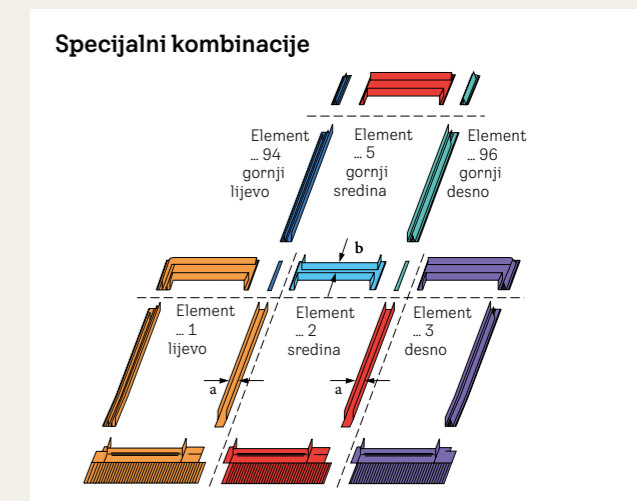 Specijalni kombinacije
Element
... 94
gornji
lijevo
Element
... 5
gornji
sredina
Element
... 96
gornji
desno
b
Element
... 1
lijevo
Element
... 2
sredina
Element
... 3
desno
a
a